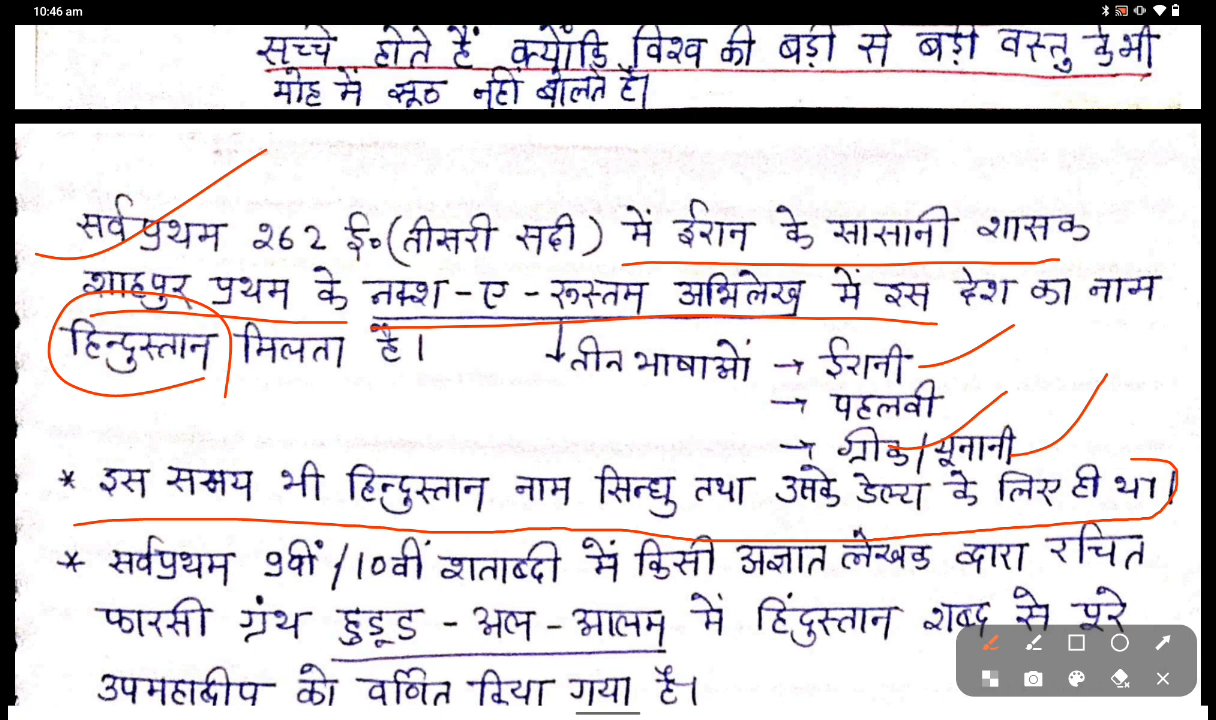 10:46 am
सच्चे होते हैं क्योंकि विश्व की बड़ी से बड़ी वस्तु के भी
मोह में झूठ नहीं बोलते हैं।
सर्वप्रथम २62 ई॰ (तीसरी सदी) में ईरान के सासानी शासक
शाहपुर प्रथम के नक्श-ए-रूस्तम अभिलेख में इस देश का नाम
हिन्दुस्तान मिलता है।
तीन भाषाओं → ईरानी
→ पहलवी
→ ग्रीक/यूनानी
* इस समय भी हिन्दुस्तान नाम सिन्धु तथा उसके डेल्टा के लिए ही था।
* सर्वप्रथम 9वीं/10वीं शताब्दी में किसी अज्ञात लेखक द्वारा रचित
फारसी ग्रंथ हुडूड-अल-आलम में हिंदुस्तान शब्द से पूरे
उपमहाद्वीप को वर्णित किया गया है।